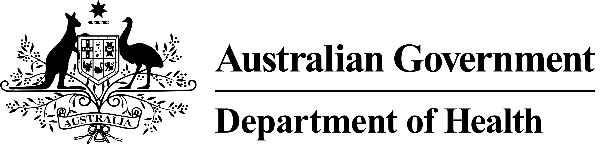 Australian Government
Department of Health
AUSTRALIA